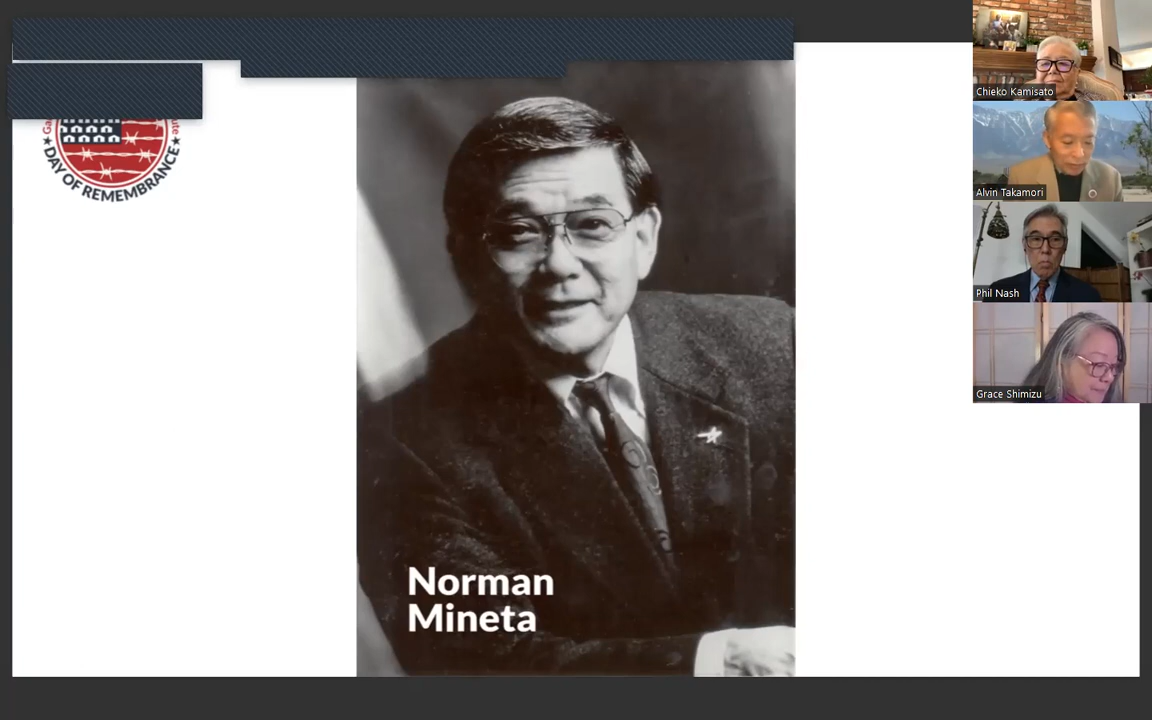 DAY OF REMEMBRANCE
Norman
Mineta
Chieko Kamisato
Alvin Takamori
Phil Nash
Grace Shimizu